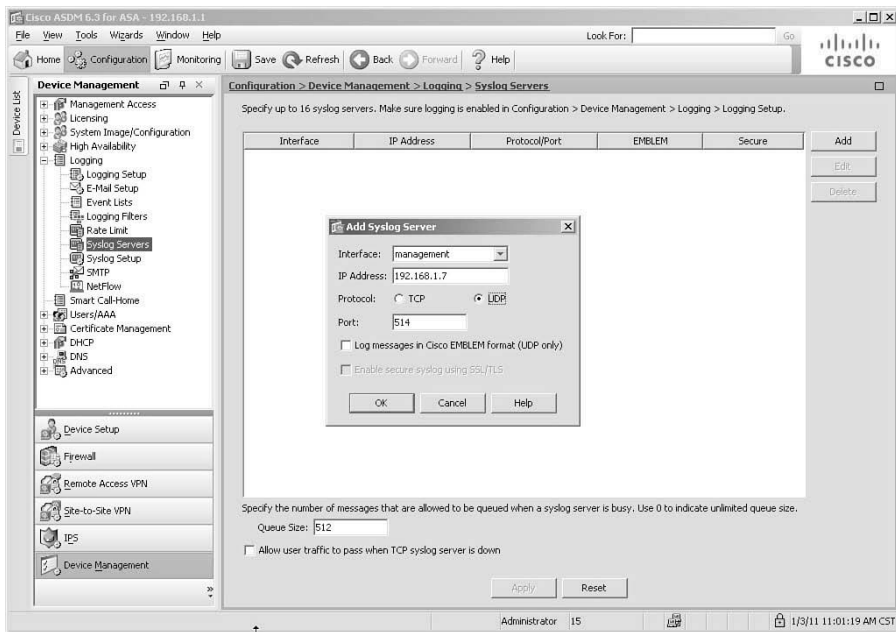 Cisco ASDM 6.3 for ASA - 192.168.1.1
File View Tools Wizards Window Help
Look For: Go
Home Configuration Monitoring Save Refresh Back Forward Help
CISCO
Device List
Device Management
Management Access
Licensing
System Image/Configuration
High Availability
Logging
Logging Setup
E-Mail Setup
Event Lists
Logging Filters
Rate Limit
Syslog Servers
Syslog Setup
SMTP
NetFlow
Smart Call-Home
Users/AAA
Certificate Management
DHCP
DNS
Advanced
Device Setup
Firewall
Remote Access VPN
Site-to-Site VPN
IPS
Device Management
Configuration > Device Management > Logging > Syslog Servers
Specify up to 16 syslog servers. Make sure logging is enabled in Configuration > Device Management > Logging > Logging Setup.
Interface IP Address Protocol/Port EMBLEM Secure
Add
Edit
Delete
Add Syslog Server
Interface: management
IP Address: 192.168.1.7
Protocol: TCP UDP
Port: 514
Log messages in Cisco EMBLEM format (UDP only)
Enable secure syslog using SSL/TLS
OK Cancel Help
Specify the number of messages that are allowed to be queued when a syslog server is busy. Use 0 to indicate unlimited queue size.
Queue Size: 512
Allow user traffic to pass when TCP syslog server is down
Apply Reset
Administrator 15 1/3/11 11:01:19 AM CST